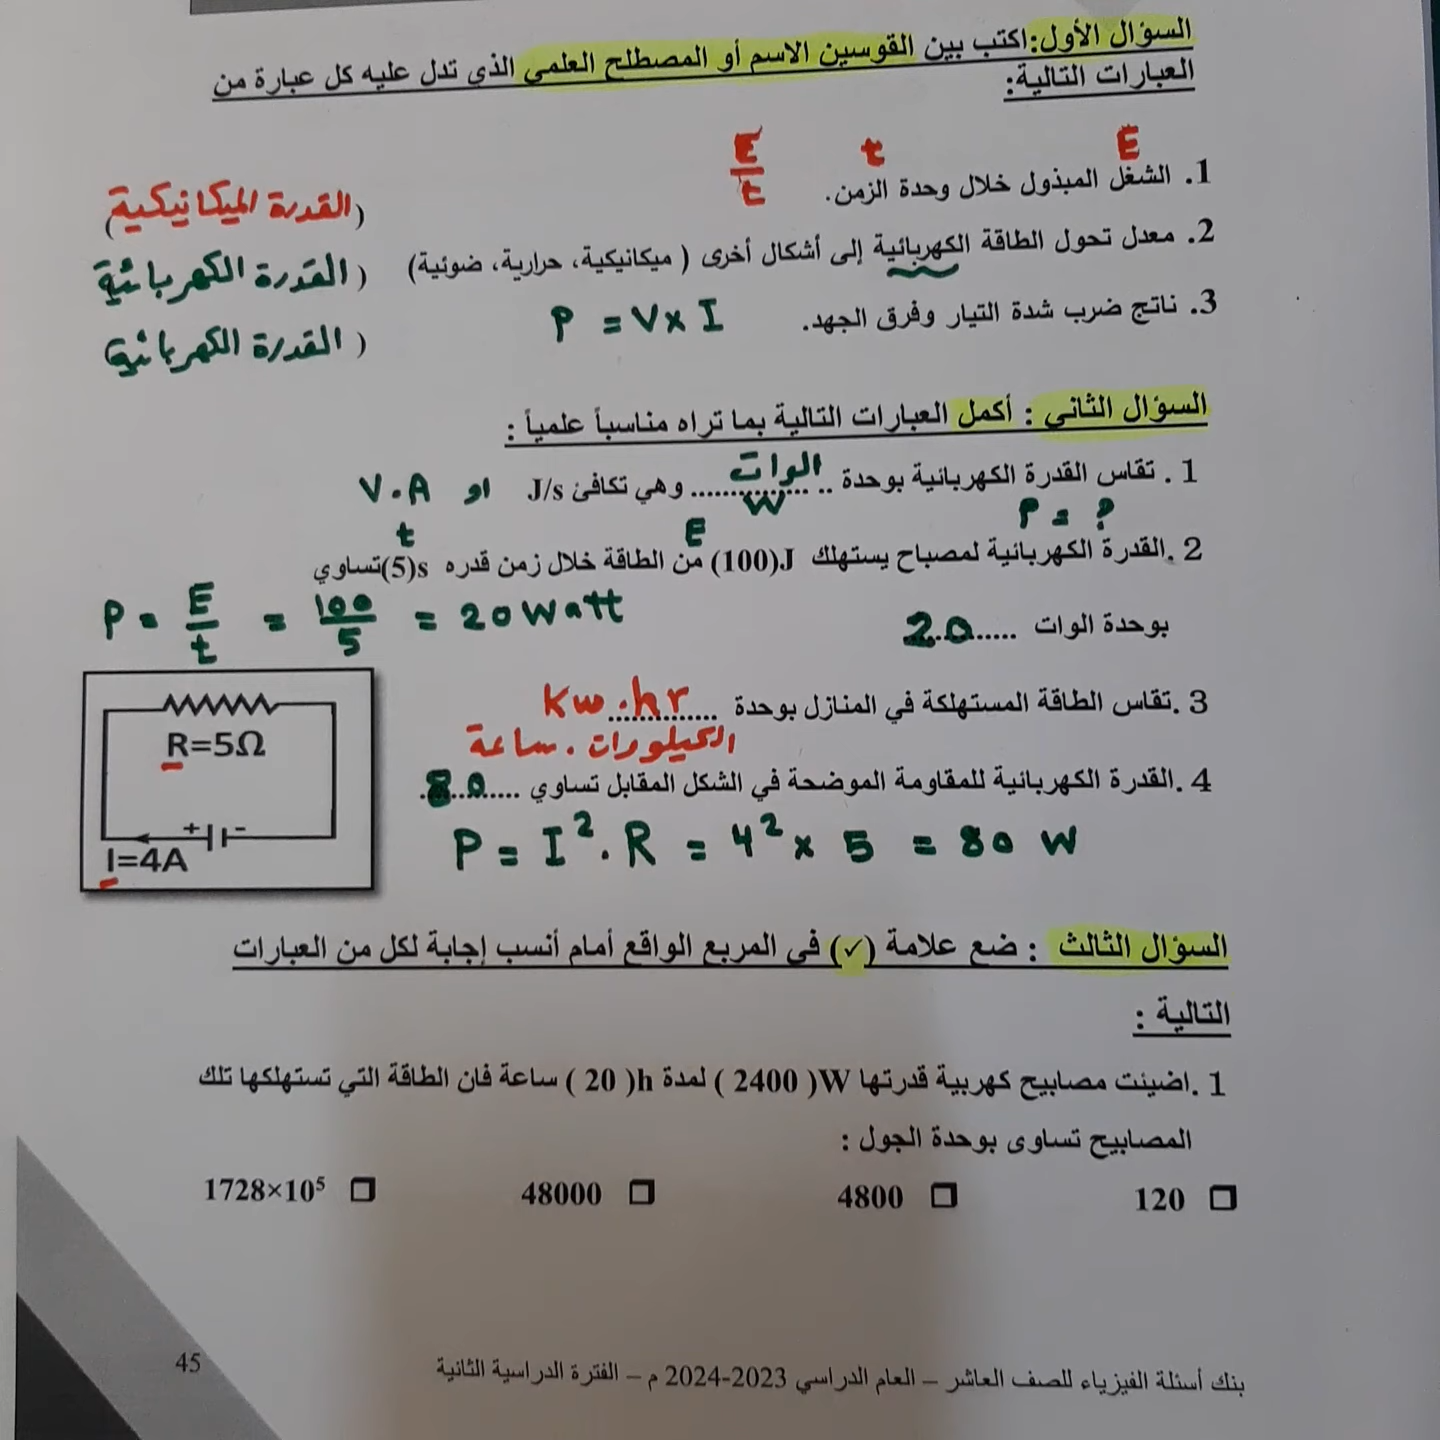 السؤال الأول:اكتب بين القوسين الاسم أو المصطلح العلمي الذي تدل عليه كل عبارة من
العبارات التالية:
E t E/t
1. الشغل المبذول خلال وحدة الزمن. (القدرة الميكانيكية)
2. معدل تحول الطاقة الكهربائية إلى أشكال أخرى ( ميكانيكية، حرارية، ضوئية) ( القدرة الكهربائية
3. ناتج ضرب شدة التيار وفرق الجهد. P = V x I ( القدرة الكهربائية
السؤال الثاني : أكمل العبارات التالية بما تراه مناسباً علمياً :
1 . تقاس القدرة الكهربائية بوحدة .. الوات ............ وهي تكافئ J/s او V.A
W
P = ? E t
2 .القدرة الكهربائية لمصباح يستهلك J(100) من الطاقة خلال زمن قدره s(5)تساوي
بوحدة الوات ......20......
P = E/t = 100/5 = 20 Watt
3 .تقاس الطاقة المستهلكة في المنازل بوحدة ............ Kw.hr
الكيلووات . ساعة
R=5Ω
4 .القدرة الكهربائية للمقاومة الموضحة في الشكل المقابل تساوي ......80......
+ -
I=4A
P = I².R = 4² x 5 = 80 W
السؤال الثالث : ضع علامة (✓) في المربع الواقع أمام أنسب إجابة لكل من العبارات
التالية :
1 .اضيئت مصابيح كهربية قدرتها W( 2400 ) لمدة h( 20 ) ساعة فان الطاقة التي تستهلكها تلك
المصابيح تساوى بوحدة الجول :
❒ 120 ❒ 4800 ❒ 48000 ❒ 1728×10⁵
45
بنك أسئلة الفيزياء للصف العاشر – العام الدراسي 2023-2024 م – الفترة الدراسية الثانية